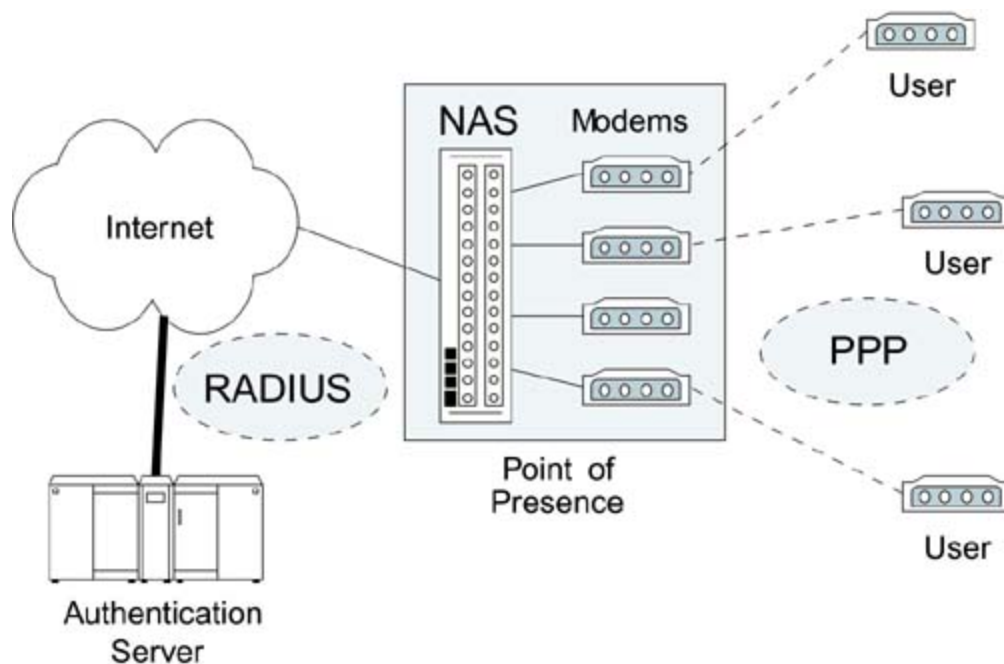 User
NAS
Modems
Internet
User
RADIUS
PPP
Point of
Presence
User
Authentication
Server